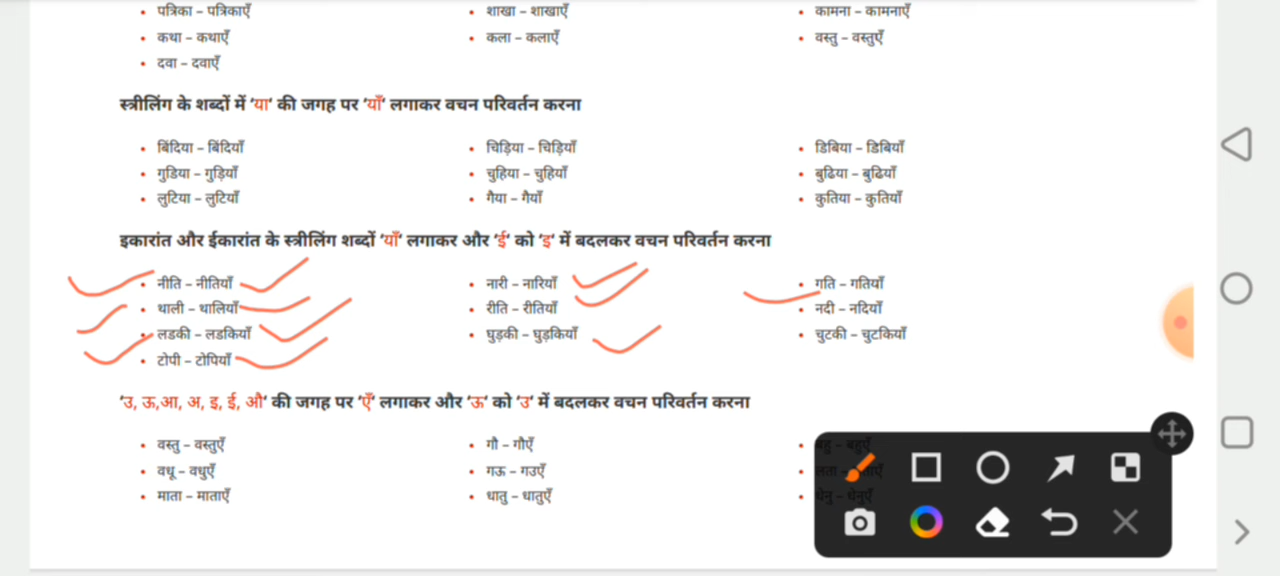 पत्रिका – पत्रिकाएँ
शाखा – शाखाएँ
कामना – कामनाएँ
कथा – कथाएँ
कला – कलाएँ
वस्तु – वस्तुएँ
दवा – दवाएँ
स्त्रीलिंग के शब्दों में 'या' की जगह पर 'याँ' लगाकर वचन परिवर्तन करना
बिंदिया – बिंदियाँ
चिड़िया – चिड़ियाँ
डिबिया – डिबियाँ
गुडिया – गुड़ियाँ
चुहिया – चुहियाँ
बुढिया – बुढियाँ
लुटिया – लुटियाँ
गैया – गैयाँ
कुतिया – कुतियाँ
इकारांत और ईकारांत के स्त्रीलिंग शब्दों 'याँ' लगाकर और 'ई' को 'इ' में बदलकर वचन परिवर्तन करना
नीति – नीतियाँ
नारी – नारियाँ
गति – गतियाँ
थाली – थालियाँ
रीति – रीतियाँ
नदी – नदियाँ
लडकी – लडकियाँ
घुड़की – घुड़कियाँ
चुटकी – चुटकियाँ
टोपी – टोपियाँ
'उ, ऊ,आ, अ, इ, ई, औ' की जगह पर 'एँ' लगाकर और 'ऊ' को 'उ' में बदलकर वचन परिवर्तन करना
वस्तु – वस्तुएँ
गौ – गौएँ
बहू – बहुएँ
वधू – वधुएँ
गऊ – गउएँ
लता –
माता – माताएँ
धातु – धातुएँ
धेनु – धेनुएँ